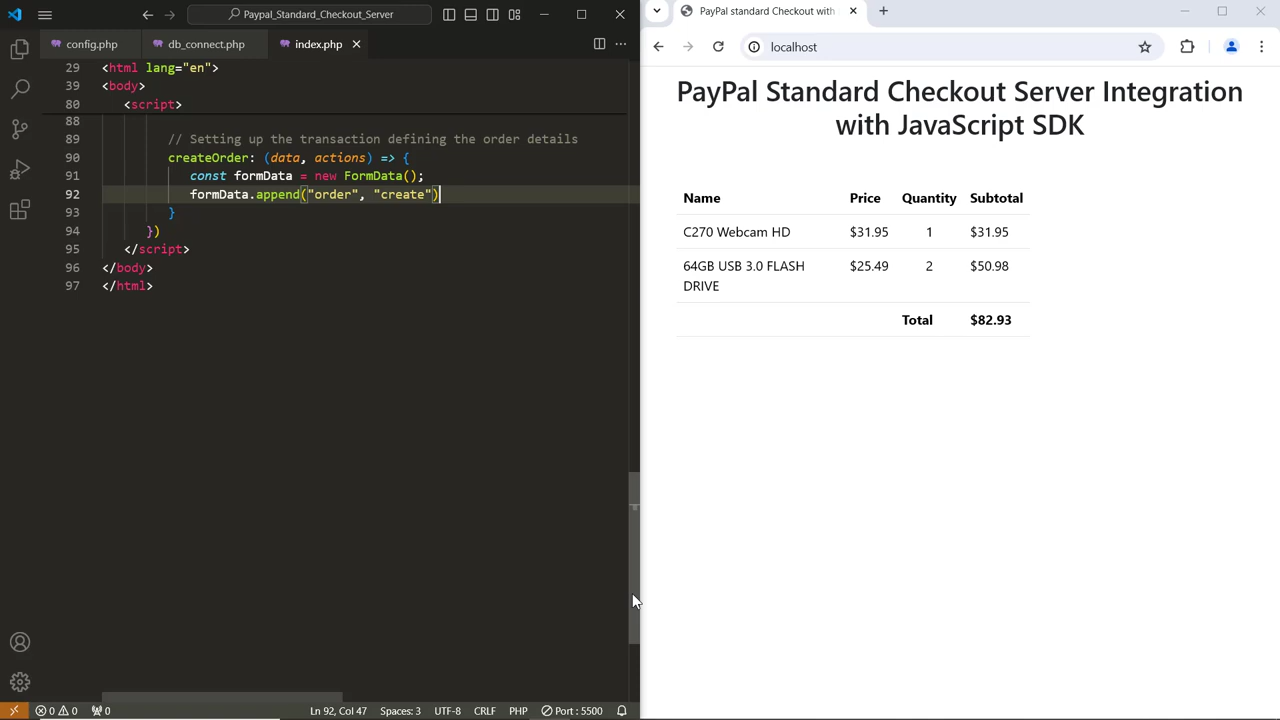 Paypal_Standard_Checkout_Server
config.php
db_connect.php
index.php
29 <html lang="en">
39 <body>
80 <script>
88
89 // Setting up the transaction defining the order details
90 createOrder: (data, actions) => {
91 const formData = new FormData();
92 formData.append("order", "create")
93 }
94 })
95 </script>
96 </body>
97 </html>
0 0 0 Ln 92, Col 47 Spaces: 3 UTF-8 CRLF PHP Port : 5500
PayPal standard Checkout with
localhost
PayPal Standard Checkout Server Integration
with JavaScript SDK
Name Price Quantity Subtotal
C270 Webcam HD $31.95 1 $31.95
64GB USB 3.0 FLASH $25.49 2 $50.98
DRIVE
Total $82.93